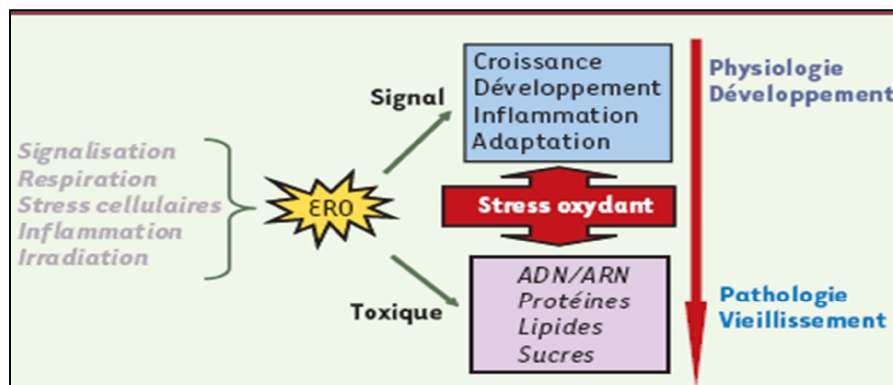 Signalisation
Respiration
Stress cellulaires
Inflammation
Irradiation
ERO
Signal
Toxique
Croissance
Développement
Inflammation
Adaptation
Stress oxydant
ADN/ARN
Protéines
Lipides
Sucres
Physiologie
Développement
Pathologie
Vieillissement